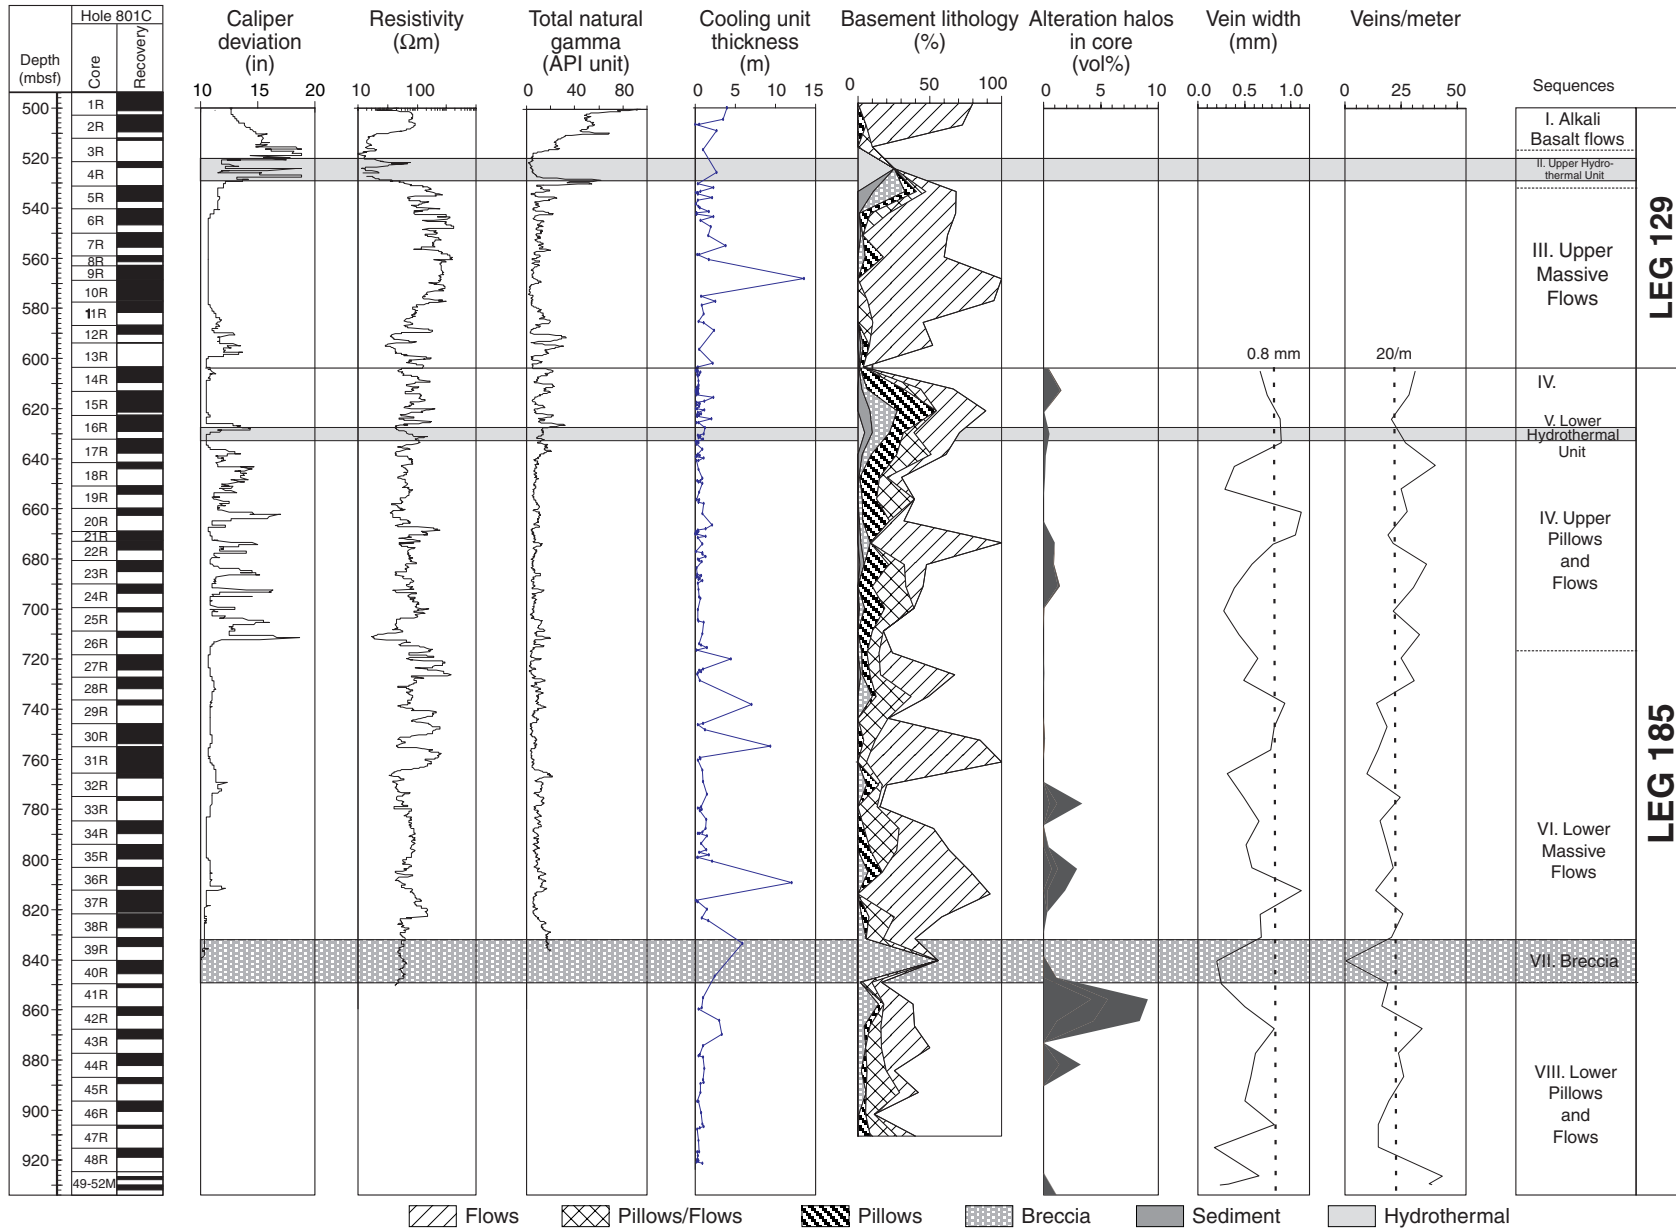 Hole 801C
Depth
(mbsf)
Core
Recovery
Caliper
deviation
(in)
10 15 20
Resistivity
(Ωm)
10 100
Total natural
gamma
(API unit)
0 40 80
Cooling unit
thickness
(m)
0 5 10 15
Basement lithology
(%)
0 50 100
Alteration halos
in core
(vol%)
0 5 10
Vein width
(mm)
0.0 0.5 1.0
Veins/meter
0 25 50
Sequences
500
520
540
560
580
600
620
640
660
680
700
720
740
760
780
800
820
840
860
880
900
920
1R
2R
3R
4R
5R
6R
7R
8R
9R
10R
11R
12R
13R
14R
15R
16R
17R
18R
19R
20R
21R
22R
23R
24R
25R
26R
27R
28R
29R
30R
31R
32R
33R
34R
35R
36R
37R
38R
39R
40R
41R
42R
43R
44R
45R
46R
47R
48R
49-52M
0.8 mm
20/m
I. Alkali
Basalt flows
II. Upper Hydro-
thermal Unit
III. Upper
Massive
Flows
IV.
V. Lower
Hydrothermal
Unit
IV. Upper
Pillows
and
Flows
VI. Lower
Massive
Flows
VII. Breccia
VIII. Lower
Pillows
and
Flows
LEG 129
LEG 185
Flows Pillows/Flows Pillows Breccia Sediment Hydrothermal